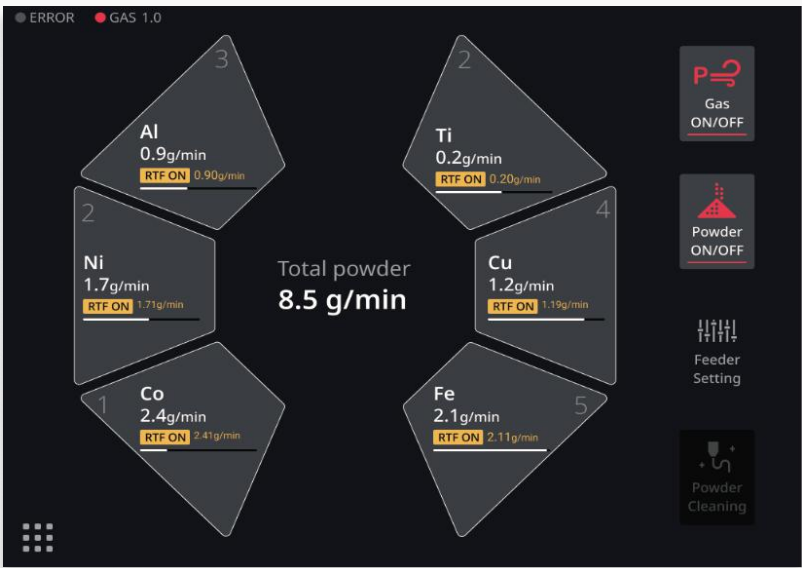 ERROR GAS 1.0
3
Al
0.9g/min
RTF ON 0.90g/min
2
Ti
0.2g/min
RTF ON 0.20g/min
2
Ni
1.7g/min
RTF ON 1.71g/min
Total powder
8.5 g/min
4
Cu
1.2g/min
RTF ON 1.19g/min
1
Co
2.4g/min
RTF ON 2.41g/min
Fe
5
2.1g/min
RTF ON 2.11g/min
P
Gas
ON/OFF
Powder
ON/OFF
Feeder
Setting
Powder
Cleaning